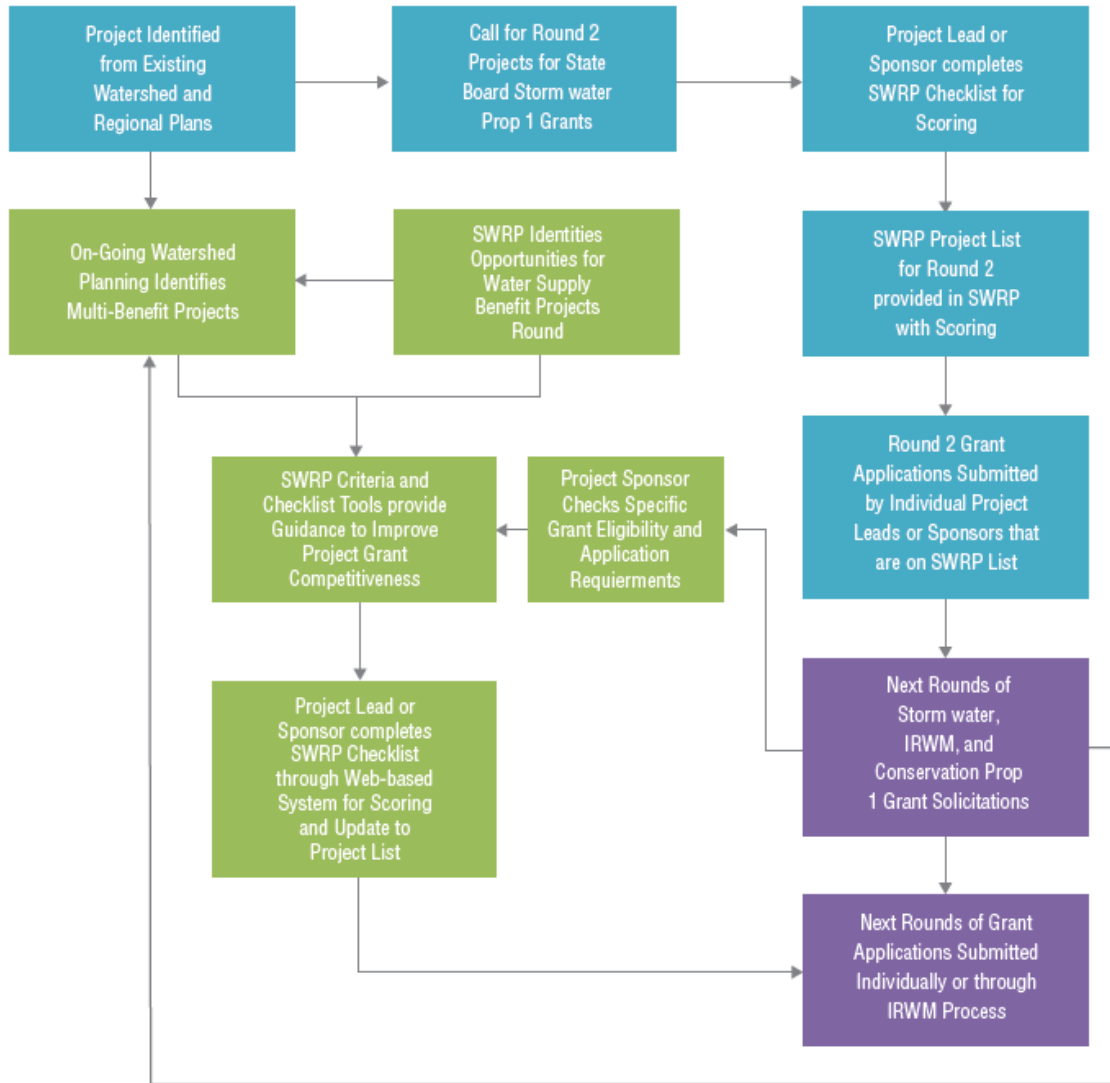 Project Identified
from Existing
Watershed and
Regional Plans
Call for Round 2
Projects for State
Board Storm water
Prop 1 Grants
Project Lead or
Sponsor completes
SWRP Checklist for
Scoring
On-Going Watershed
Planning Identifies
Multi-Benefit Projects
SWRP Identities
Opportunities for
Water Supply
Benefit Projects
Round
SWRP Project List
for Round 2
provided in SWRP
with Scoring
SWRP Criteria and
Checklist Tools provide
Guidance to Improve
Project Grant
Competitiveness
Project Sponsor
Checks Specific
Grant Eligibility and
Application
Requierments
Round 2 Grant
Applications Submitted
by Individual Project
Leads or Sponsors that
are on SWRP List
Project Lead or
Sponsor completes
SWRP Checklist
through Web-based
System for Scoring
and Update to
Project List
Next Rounds of
Storm water,
IRWM, and
Conservation Prop
1 Grant Solicitations
Next Rounds of Grant
Applications Submitted
Individually or through
IRWM Process